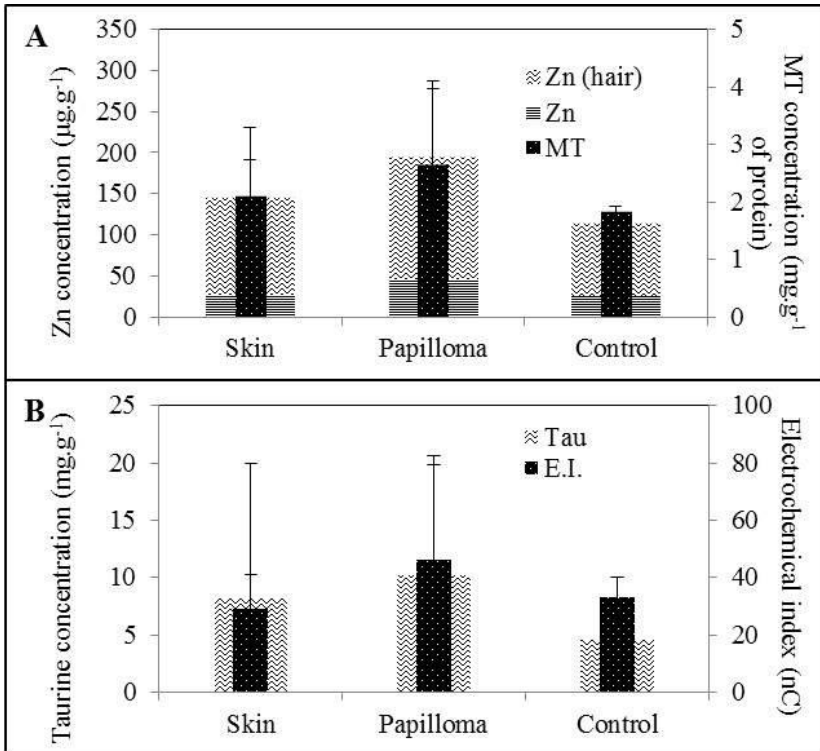 A
Zn concentration (µg.g-1)
350
300
250
200
150
100
50
0
Zn (hair)
Zn
MT
5
4
3
2
1
0
MT concentration (mg.g-1
of protein)
Skin Papilloma Control
B
Taurine concentration (mg.g-1)
25
20
15
10
5
0
Tau
E.I.
100
80
60
40
20
0
Electrochemical index (nC)
Skin Papilloma Control